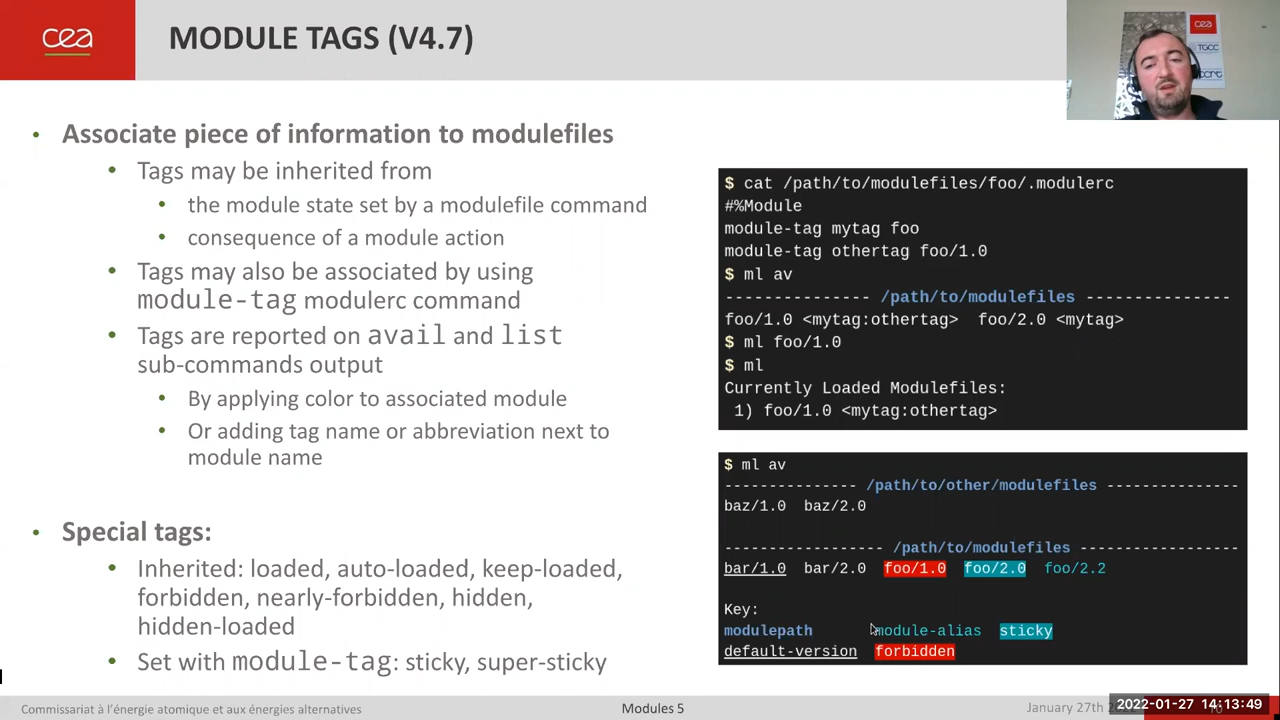 cea
MODULE TAGS (V4.7)
cea
TGCC
ccrt
• Associate piece of information to modulefiles
• Tags may be inherited from
• the module state set by a modulefile command
• consequence of a module action
• Tags may also be associated by using
module-tag modulerc command
• Tags are reported on avail and list
sub-commands output
• By applying color to associated module
• Or adding tag name or abbreviation next to
module name
• Special tags:
• Inherited: loaded, auto-loaded, keep-loaded,
forbidden, nearly-forbidden, hidden,
hidden-loaded
• Set with module-tag: sticky, super-sticky
$ cat /path/to/modulefiles/foo/.modulerc
#%Module
module-tag mytag foo
module-tag othertag foo/1.0
$ ml av
--------------- /path/to/modulefiles ---------------
foo/1.0 <mytag:othertag>  foo/2.0 <mytag>
$ ml foo/1.0
$ ml
Currently Loaded Modulefiles:
1) foo/1.0 <mytag:othertag>
$ ml av
--------------- /path/to/other/modulefiles ---------------
baz/1.0  baz/2.0
------------------ /path/to/modulefiles ------------------
bar/1.0  bar/2.0  foo/1.0  foo/2.0  foo/2.2
Key:
modulepath  module-alias  sticky
default-version  forbidden
Commissariat à l'énergie atomique et aux énergies alternatives
Modules 5
January 27th
2022-01-27 14:13:49